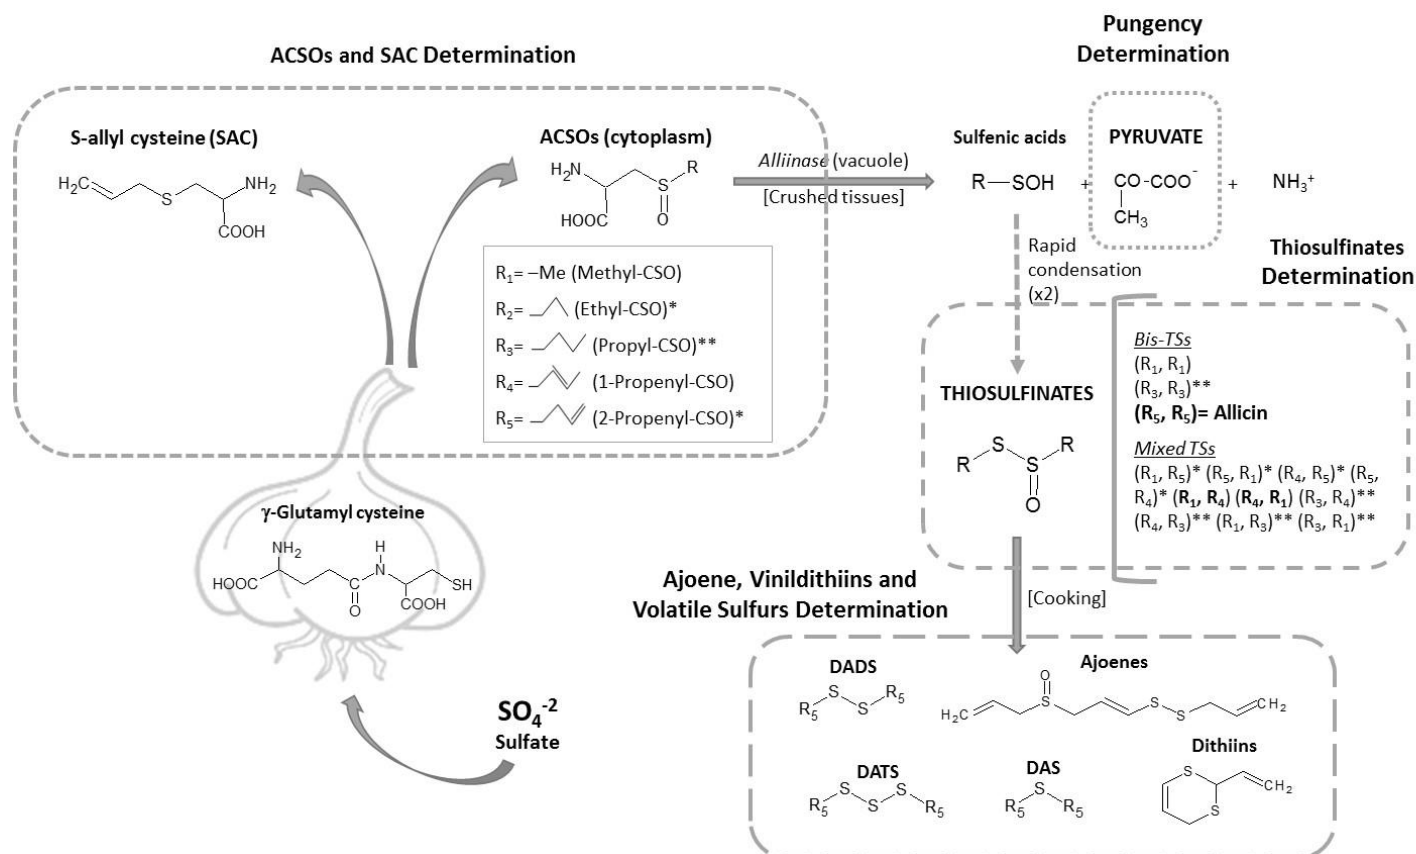 ACSOs and SAC Determination
S-allyl cysteine (SAC)
H₂C
S
NH₂
COOH
ACSOs (cytoplasm)
H₂N
R
S
HOOC
O
R₁= –Me (Methyl-CSO)
R₂= (Ethyl-CSO)*
R₃= (Propyl-CSO)**
R₄= (1-Propenyl-CSO)
R₅= (2-Propenyl-CSO)*
Alliinase (vacuole)
[Crushed tissues]
Pungency
Determination
Sulfenic acids
R—SOH
+
PYRUVATE
CO-COO⁻
CH₃
+
NH₃⁺
Rapid
condensation
(x2)
Thiosulfinates
Determination
THIOSULFINATES
R
S
S
R
O
Bis-TSs
(R₁, R₁)
(R₃, R₃)**
(R₅, R₅)= Allicin
Mixed TSs
(R₁, R₅)* (R₅, R₁)* (R₄, R₅)* (R₅,
R₄)* (R₁, R₄) (R₄, R₁) (R₃, R₄)**
(R₄, R₃)** (R₁, R₃)** (R₃, R₁)**
γ-Glutamyl cysteine
NH₂
HOOC
O
H
N
SH
COOH
SO₄⁻²
Sulfate
[Cooking]
Ajoene, Vinildithiins and
Volatile Sulfurs Determination
DADS
R₅
S
S
R₅
Ajoenes
H₂C
O
S
S
S
CH₂
DATS
R₅
S
S
S
R₅
DAS
R₅
S
R₅
Dithiins
S
S
CH₂